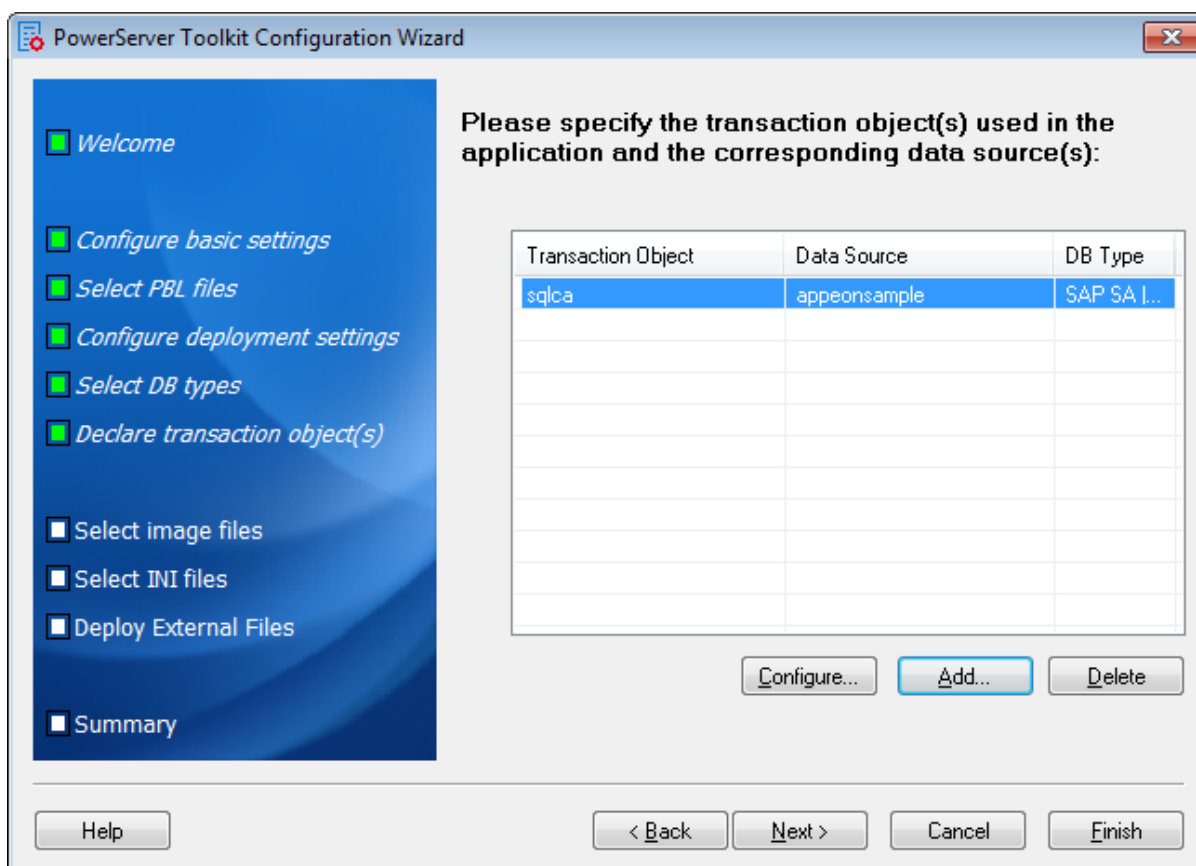 PowerServer Toolkit Configuration Wizard
Welcome
Configure basic settings
Select PBL files
Configure deployment settings
Select DB types
Declare transaction object(s)
Select image files
Select INI files
Deploy External Files
Summary
Please specify the transaction object(s) used in the
application and the corresponding data source(s):
Transaction Object Data Source DB Type
sqlca appeonsample SAP SA |...
Configure... Add... Delete
Help < Back Next > Cancel Finish